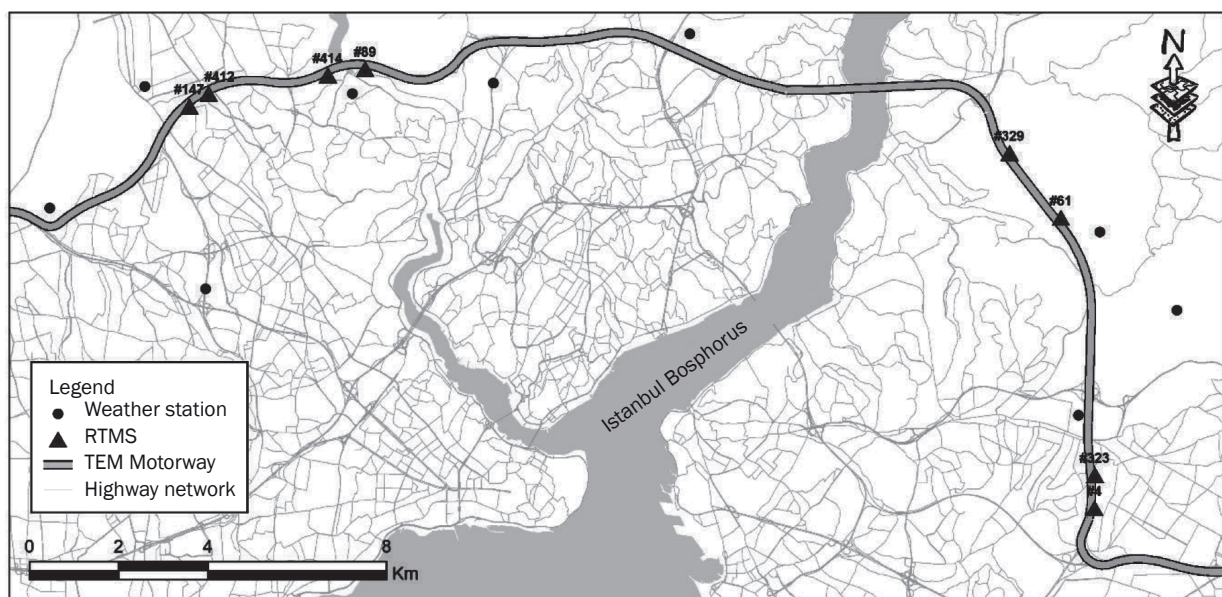 N
#414
#89
#412
#147
#329
#61
Istanbul Bosphorus
Legend
Weather station
RTMS
TEM Motorway
Highway network
#323
#4
0 2 4 8
Km